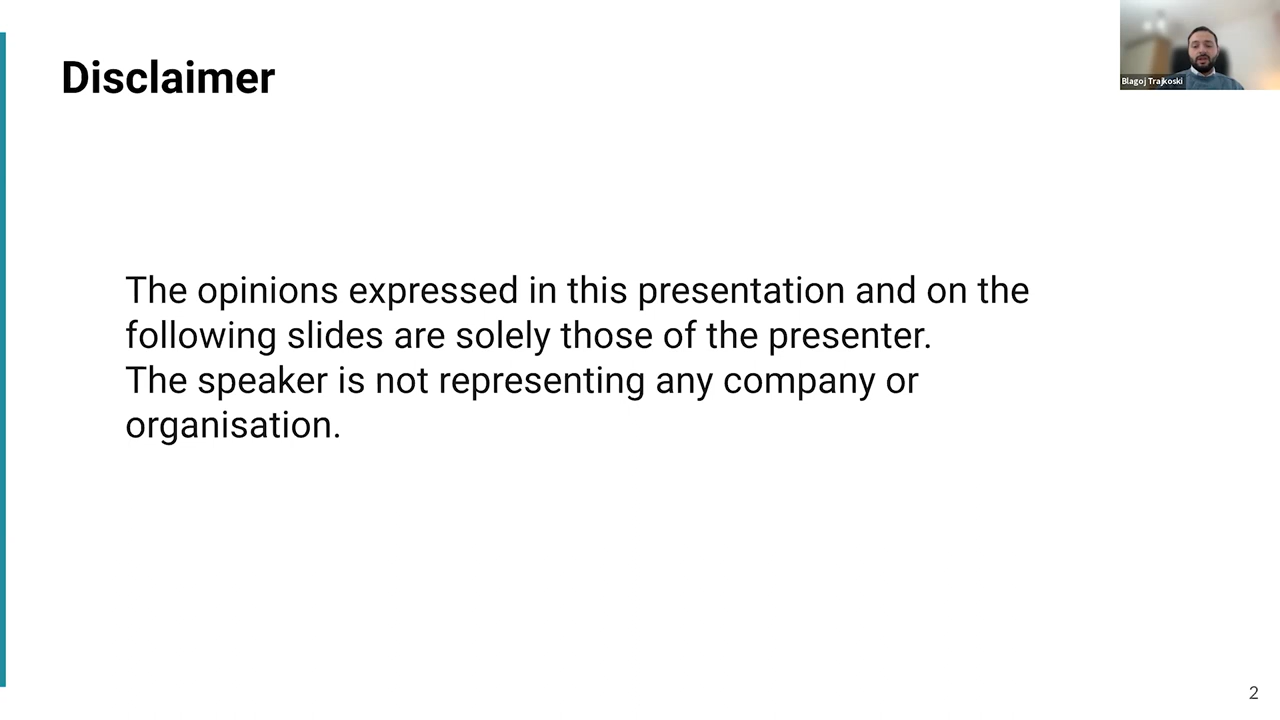 Disclaimer
Blagoj Trajkoski
The opinions expressed in this presentation and on the
following slides are solely those of the presenter.
The speaker is not representing any company or
organisation.
2